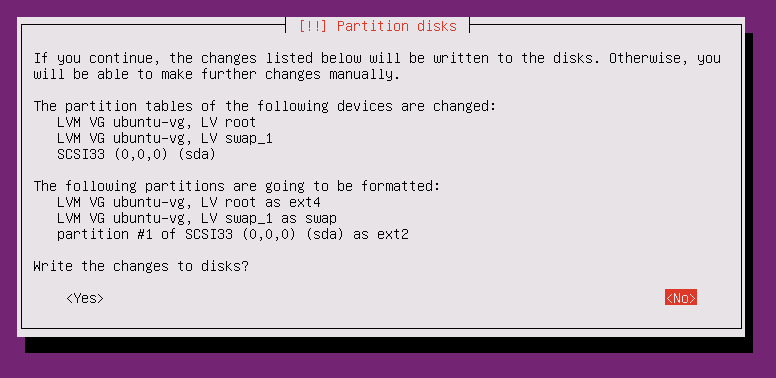 [!!] Partition disks
If you continue, the changes listed below will be written to the disks. Otherwise, you
will be able to make further changes manually.
The partition tables of the following devices are changed:
LVM VG ubuntu-vg, LV root
LVM VG ubuntu-vg, LV swap_1
SCSI33 (0,0,0) (sda)
The following partitions are going to be formatted:
LVM VG ubuntu-vg, LV root as ext4
LVM VG ubuntu-vg, LV swap_1 as swap
partition #1 of SCSI33 (0,0,0) (sda) as ext2
Write the changes to disks?
<Yes> <No>